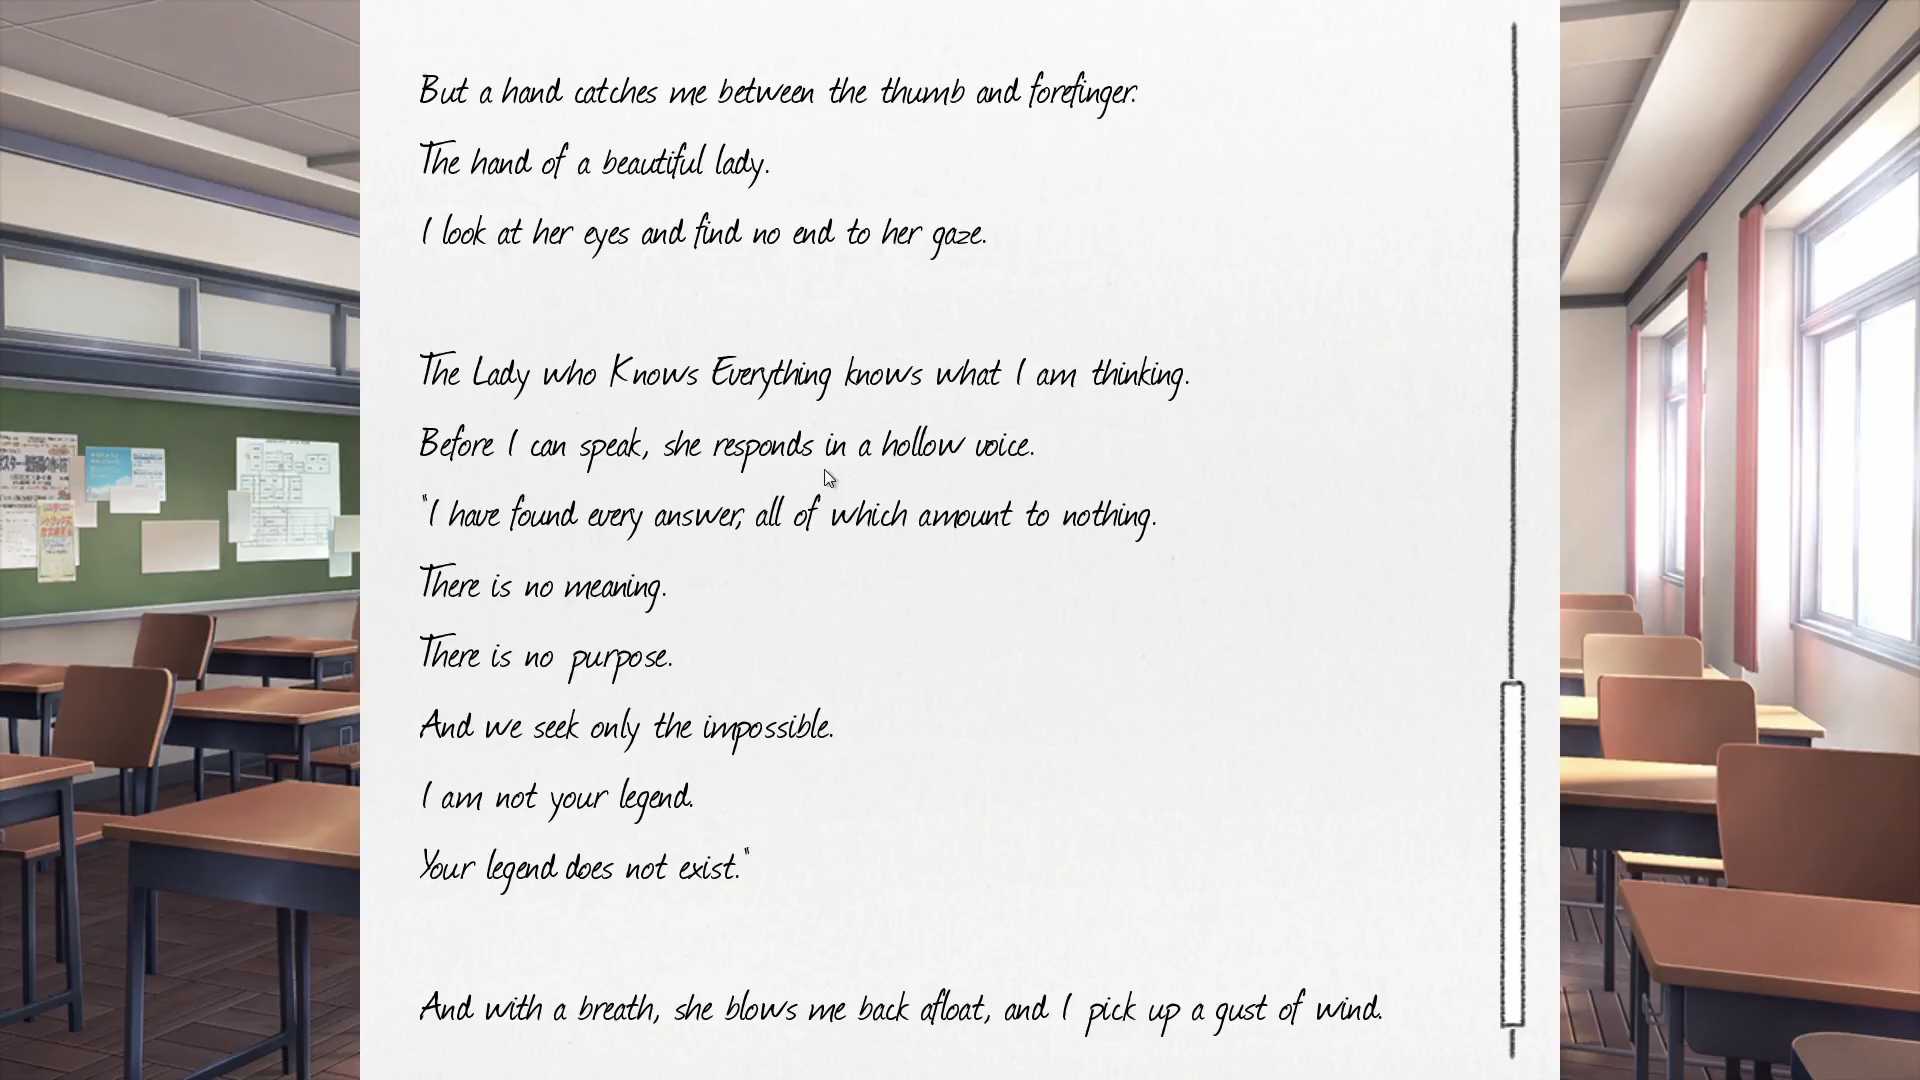 But a hand catches me between the thumb and forefinger.
The hand of a beautiful lady.
I look at her eyes and find no end to her gaze.
The Lady who Knows Everything knows what I am thinking.
Before I can speak, she responds in a hollow voice.
"I have found every answer, all of which amount to nothing.
There is no meaning.
There is no purpose.
And we seek only the impossible.
I am not your legend.
Your legend does not exist."
And with a breath, she blows me back afloat, and I pick up a gust of wind.